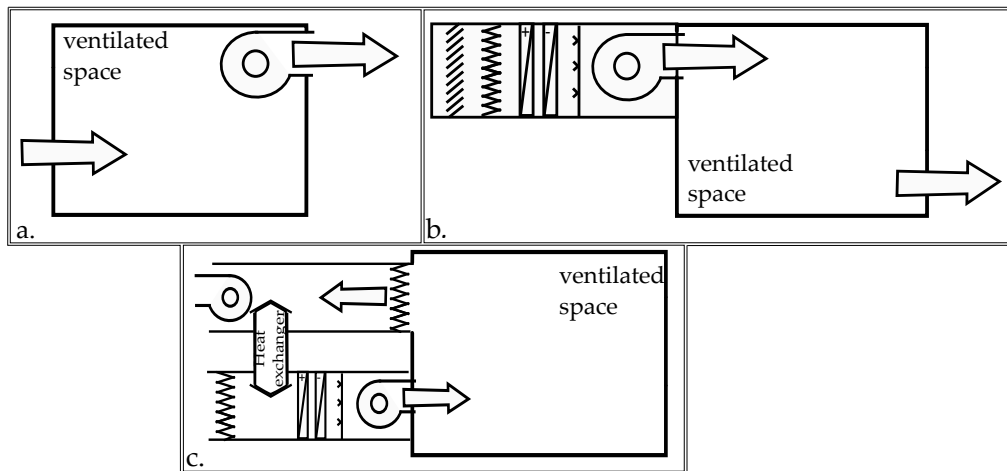 ventilated
space
a.
+ -
ventilated
space
b.
ventilated
space
Heat
exchanger
+ -
c.